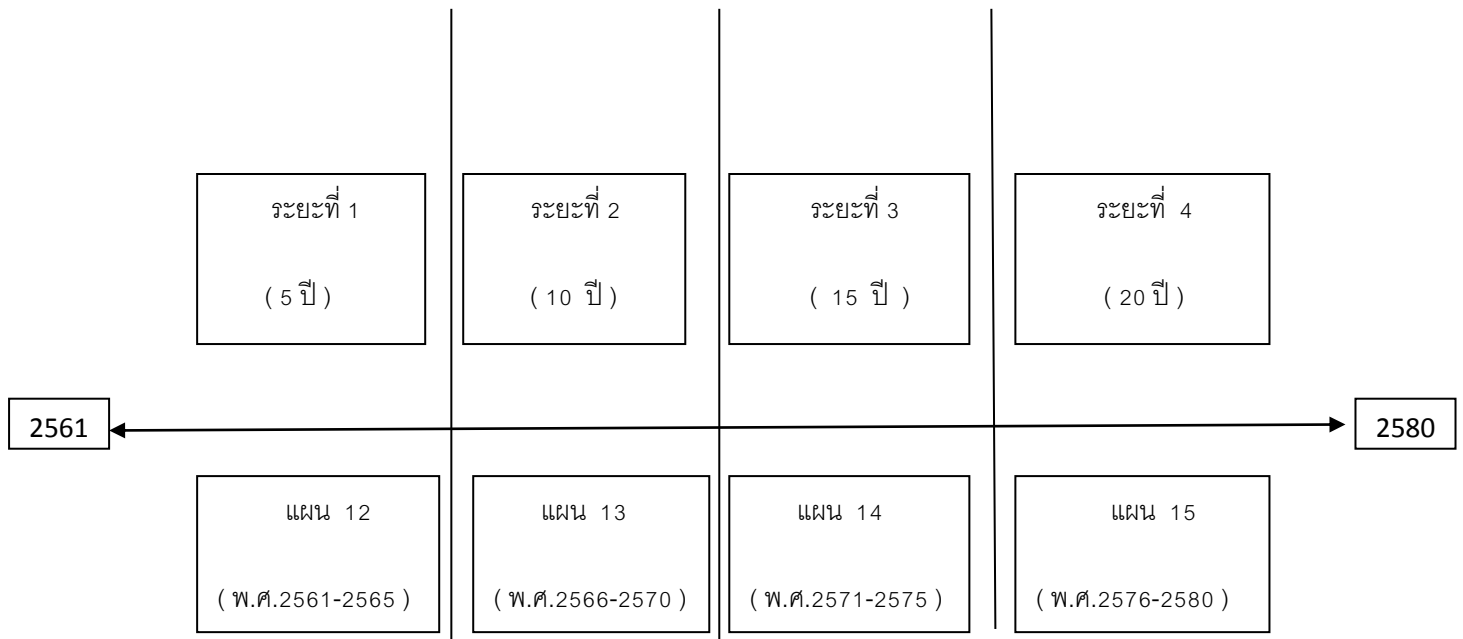 ระยะที่ 1
( 5 ปี )
ระยะที่ 2
( 10 ปี )
ระยะที่ 3
( 15 ปี )
ระยะที่ 4
( 20 ปี )
2561
2580
แผน 12
( พ.ศ.2561-2565 )
แผน 13
( พ.ศ.2566-2570 )
แผน 14
( พ.ศ.2571-2575 )
แผน 15
( พ.ศ.2576-2580 )